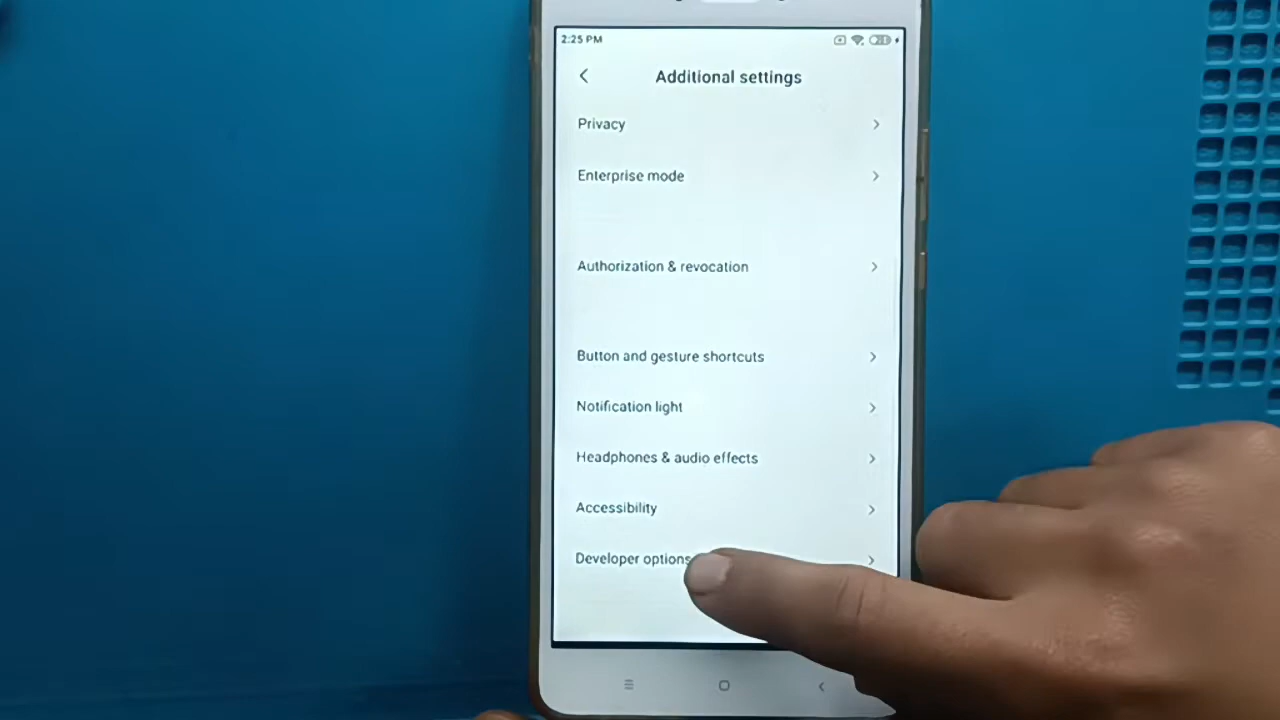 2:25 PM
Additional settings
Privacy
Enterprise mode
Authorization & revocation
Button and gesture shortcuts
Notification light
Headphones & audio effects
Accessibility
Developer options